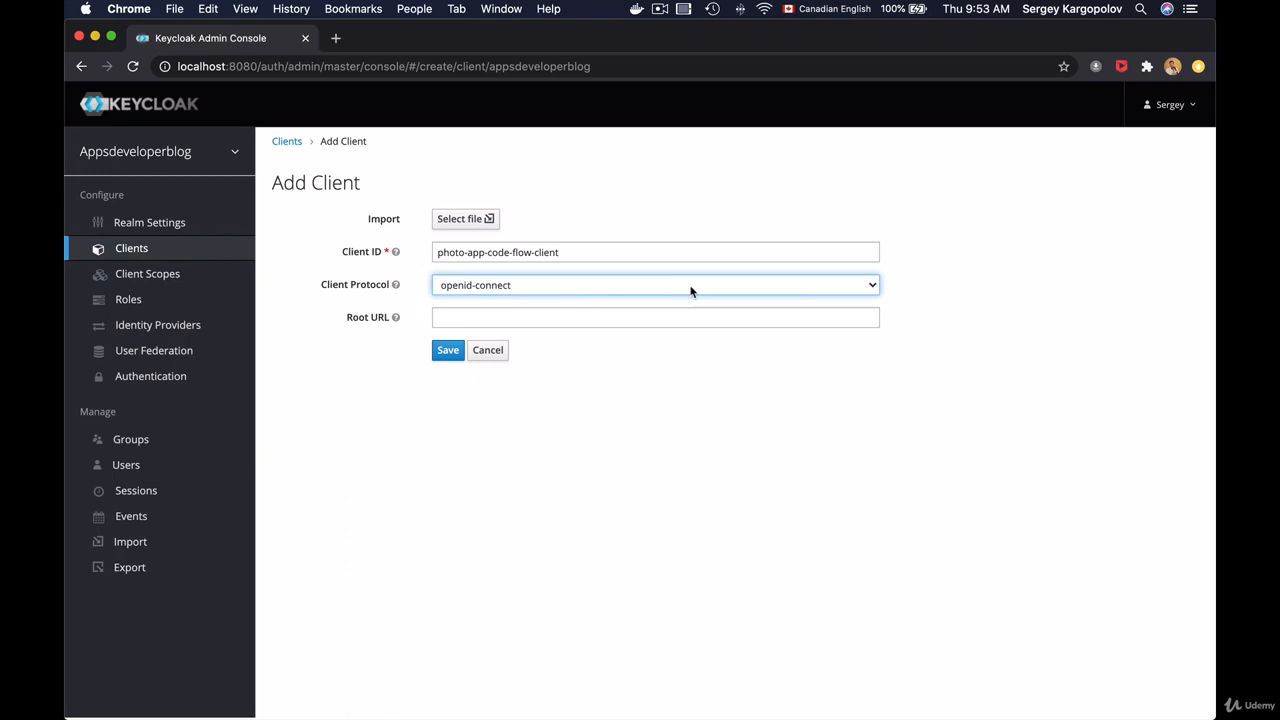 Chrome File Edit View History Bookmarks People Tab Window Help Canadian English 100% Thu 9:53 AM Sergey Kargopolov
Keycloak Admin Console
localhost:8080/auth/admin/master/console/#/create/client/appsdeveloperblog
KEYCLOAK
Sergey
Appsdeveloperblog
Configure
Realm Settings
Clients
Client Scopes
Roles
Identity Providers
User Federation
Authentication
Manage
Groups
Users
Sessions
Events
Import
Export
Clients > Add Client
Add Client
Import Select file
Client ID * photo-app-code-flow-client
Client Protocol openid-connect
Root URL
Save Cancel
Udemy